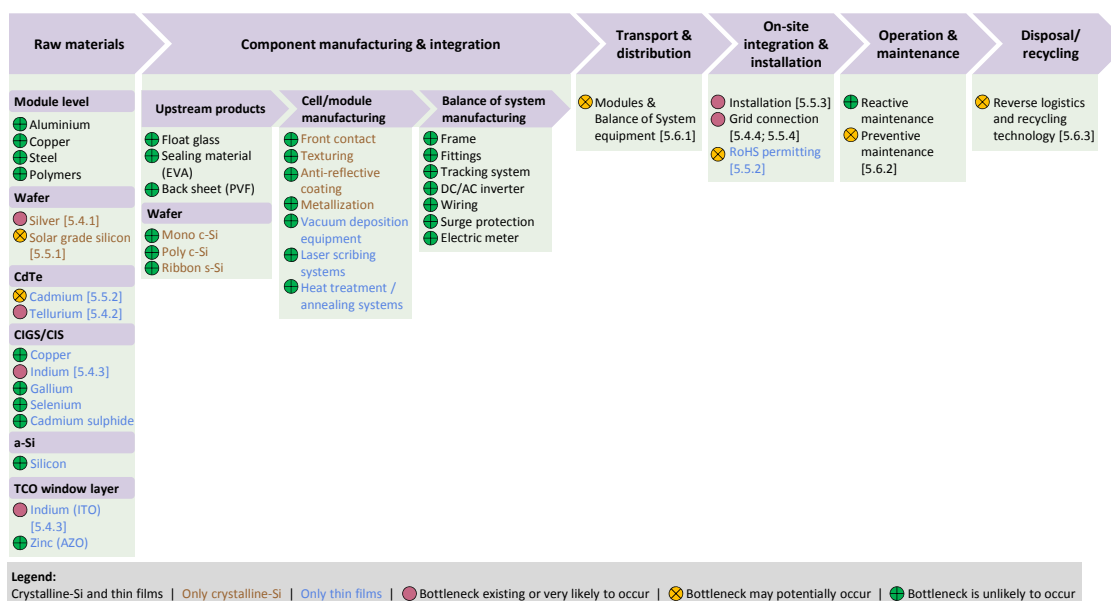 Raw materials
Component manufacturing & integration
Transport &
distribution
On-site
integration &
installation
Operation &
maintenance
Disposal/
recycling
Module level
Aluminium
Copper
Steel
Polymers
Wafer
Silver [5.4.1]
Solar grade silicon
[5.5.1]
CdTe
Cadmium [5.5.2]
Tellurium [5.4.2]
CIGS/CIS
Copper
Indium [5.4.3]
Gallium
Selenium
Cadmium sulphide
a-Si
Silicon
TCO window layer
Indium (ITO)
[5.4.3]
Zinc (AZO)
Upstream products
Float glass
Sealing material
(EVA)
Back sheet (PVF)
Wafer
Mono c-Si
Poly c-Si
Ribbon s-Si
Cell/module
manufacturing
Front contact
Texturing
Anti-reflective
coating
Metallization
Vacuum deposition
equipment
Laser scribing
systems
Heat treatment /
annealing systems
Balance of system
manufacturing
Frame
Fittings
Tracking system
DC/AC inverter
Wiring
Surge protection
Electric meter
Modules &
Balance of System
equipment [5.6.1]
Installation [5.5.3]
Grid connection
[5.4.4; 5.5.4]
RoHS permitting
[5.5.2]
Reactive
maintenance
Preventive
maintenance
[5.6.2]
Reverse logistics
and recycling
technology [5.6.3]
Legend:
Crystalline-Si and thin films | Only crystalline-Si | Only thin films | Bottleneck existing or very likely to occur | Bottleneck may potentially occur | Bottleneck is unlikely to occur